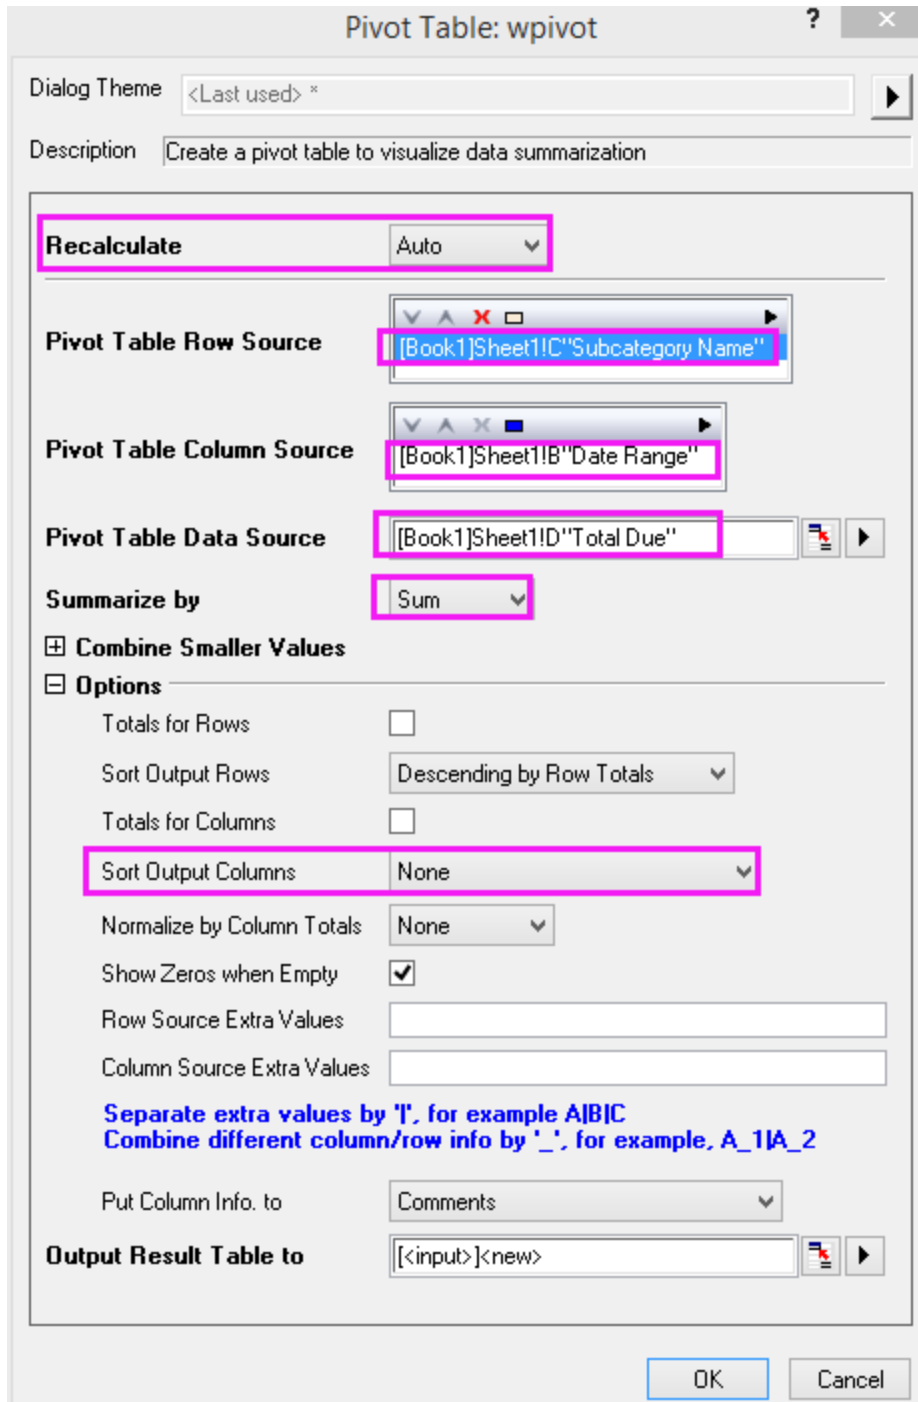 Pivot Table: wpivot ?
Dialog Theme <Last used> *
Description Create a pivot table to visualize data summarization
Recalculate Auto
Pivot Table Row Source [Book1]Sheet1!C"Subcategory Name"
Pivot Table Column Source [Book1]Sheet1!B"Date Range"
Pivot Table Data Source [Book1]Sheet1!D"Total Due"
Summarize by Sum
Combine Smaller Values
Options
Totals for Rows
Sort Output Rows Descending by Row Totals
Totals for Columns
Sort Output Columns None
Normalize by Column Totals None
Show Zeros when Empty
Row Source Extra Values
Column Source Extra Values
Separate extra values by '|', for example A|B|C
Combine different column/row info by '_', for example, A_1|A_2
Put Column Info. to Comments
Output Result Table to [<input>]<new>
OK Cancel